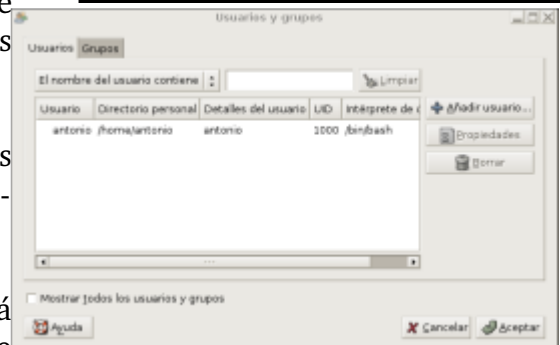 Usuarios y grupos
Usuarios Grupos
El nombre del usuario contiene Limpiar
Usuario Directorio personal Detalles del usuario UID Intérprete de c
antonio /home/antonio antonio 1000 /bin/bash
Añadir usuario...
Propiedades
Borrar
Mostrar todos los usuarios y grupos
Ayuda Cancelar Aceptar